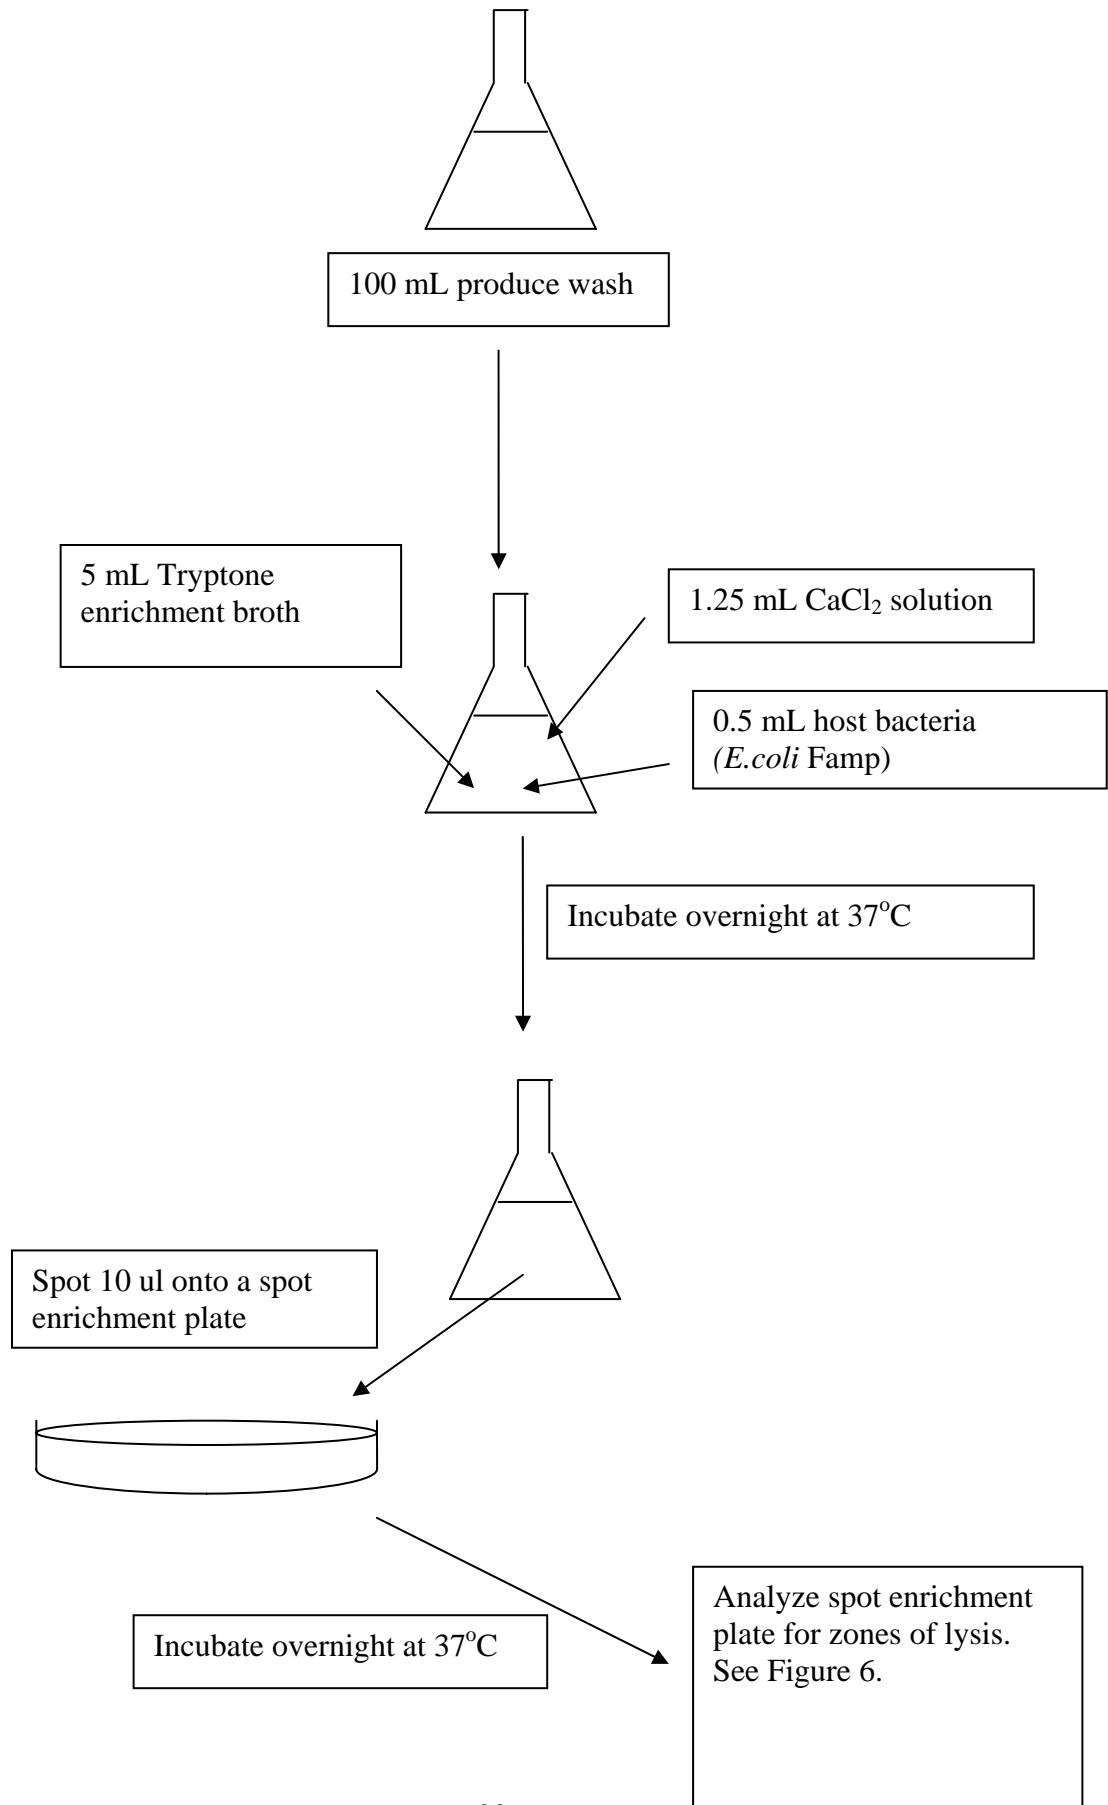 100 mL produce wash
5 mL Tryptone
enrichment broth
1.25 mL CaCl₂ solution
0.5 mL host bacteria
(E.coli Famp)
Incubate overnight at 37°C
Spot 10 ul onto a spot
enrichment plate
Incubate overnight at 37°C
Analyze spot enrichment
plate for zones of lysis.
See Figure 6.